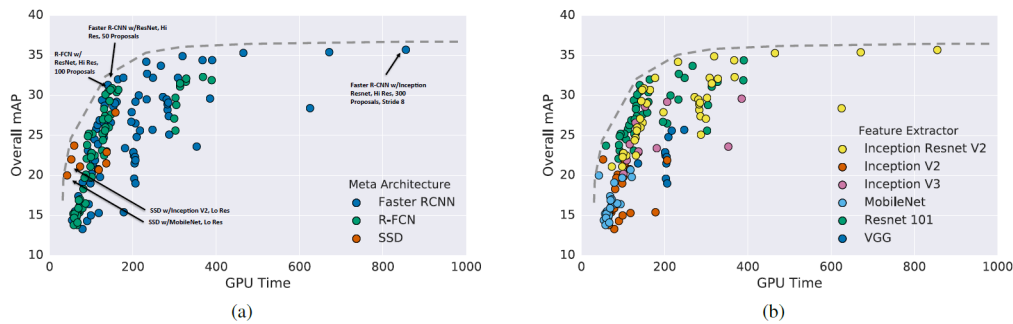 40
35
30
25
20
15
10
Overall mAP
0
200
400
600
800
1000
GPU Time
Faster R-CNN w/ResNet, Hi
Res, 50 Proposals
R-FCN w/
ResNet, Hi Res,
100 Proposals
Faster R-CNN w/Inception
Resnet, Hi Res, 300
Proposals, Stride 8
SSD w/Inception V2, Lo Res
SSD w/MobileNet, Lo Res
Meta Architecture
Faster RCNN
R-FCN
SSD
(a)
40
35
30
25
20
15
10
Overall mAP
0
200
400
600
800
1000
GPU Time
Feature Extractor
Inception Resnet V2
Inception V2
Inception V3
MobileNet
Resnet 101
VGG
(b)